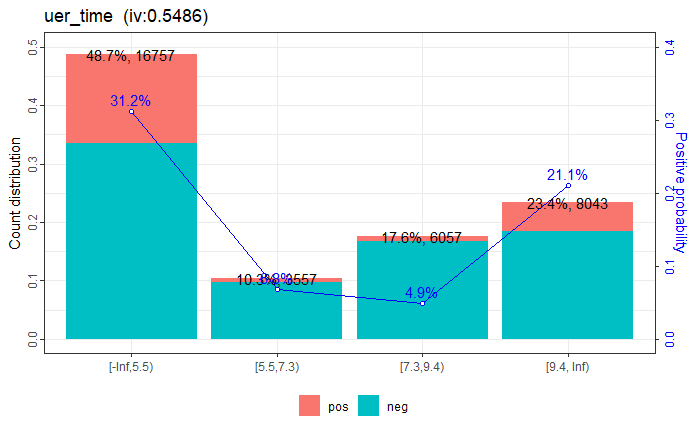 uer_time (iv:0.5486)
Count distribution
0.5
0.4
0.3
0.2
0.1
0.0
48.7%, 16757
31.2%
10.3%, 3557
17.6%, 6057
4.9%
23.4%, 8043
21.1%
0.4
0.3
0.2
0.1
0.0
Positive probability
[-Inf,5.5)
[5.5,7.3)
[7.3,9.4)
[9.4, Inf)
pos
neg